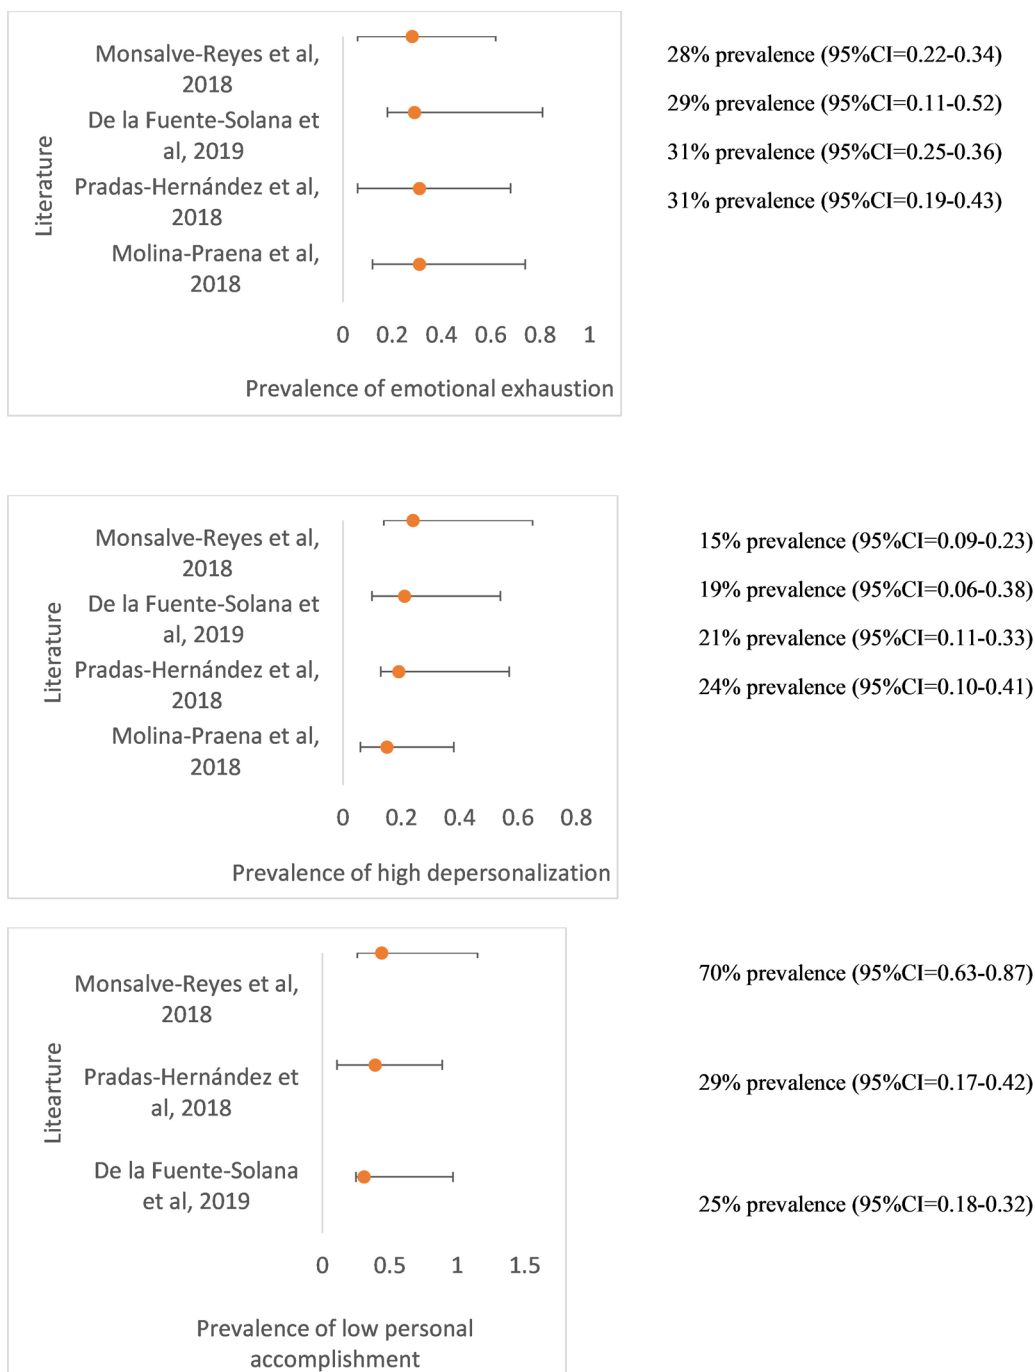 Monsalve-Reyes et al,
2018
De la Fuente-Solana et
al, 2019
Pradas-Hernández et al,
2018
Molina-Praena et al,
2018
Literature
0 0.2 0.4 0.6 0.8 1
Prevalence of emotional exhaustion
28% prevalence (95%CI=0.22-0.34)
29% prevalence (95%CI=0.11-0.52)
31% prevalence (95%CI=0.25-0.36)
31% prevalence (95%CI=0.19-0.43)
Monsalve-Reyes et al,
2018
De la Fuente-Solana et
al, 2019
Pradas-Hernández et al,
2018
Molina-Praena et al,
2018
Literature
0 0.2 0.4 0.6 0.8
Prevalence of high depersonalization
15% prevalence (95%CI=0.09-0.23)
19% prevalence (95%CI=0.06-0.38)
21% prevalence (95%CI=0.11-0.33)
24% prevalence (95%CI=0.10-0.41)
Monsalve-Reyes et al,
2018
Pradas-Hernández et
al, 2018
De la Fuente-Solana
et al, 2019
Litearture
0 0.5 1 1.5
Prevalence of low personal
accomplishment
70% prevalence (95%CI=0.63-0.87)
29% prevalence (95%CI=0.17-0.42)
25% prevalence (95%CI=0.18-0.32)